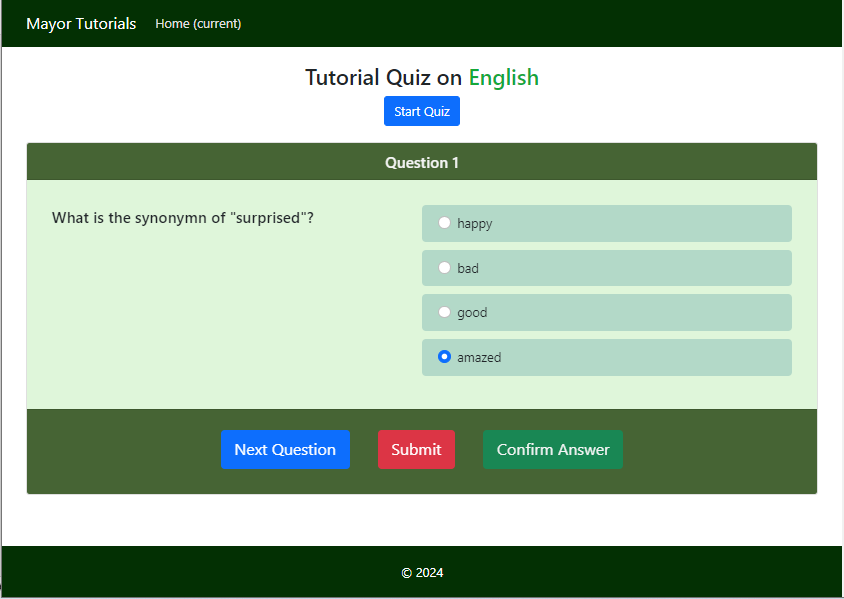 Mayor Tutorials Home (current)
Tutorial Quiz on English
Start Quiz
Question 1
What is the synonymn of "surprised"?
happy
bad
good
amazed
Next Question Submit Confirm Answer
© 2024